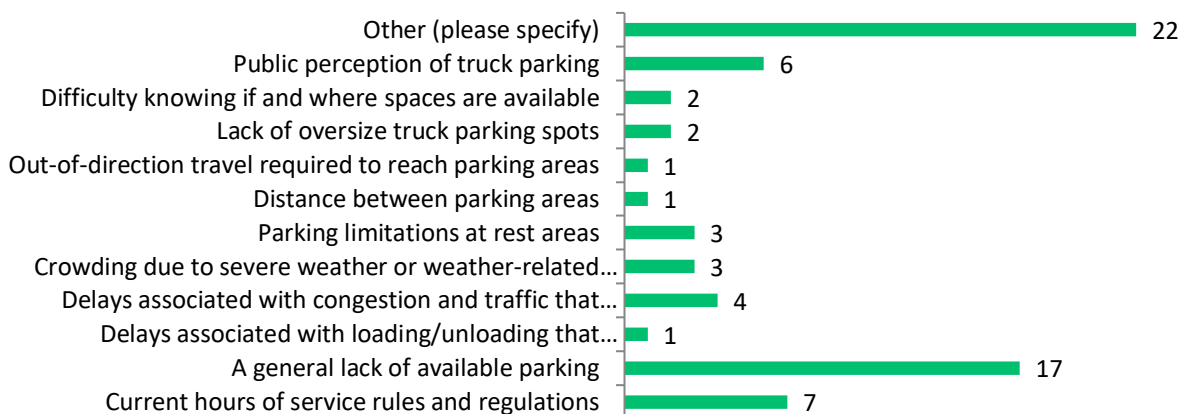 Other (please specify) 22
Public perception of truck parking 6
Difficulty knowing if and where spaces are available 2
Lack of oversize truck parking spots 2
Out-of-direction travel required to reach parking areas 1
Distance between parking areas 1
Parking limitations at rest areas 3
Crowding due to severe weather or weather-related... 3
Delays associated with congestion and traffic that... 4
Delays associated with loading/unloading that... 1
A general lack of available parking 17
Current hours of service rules and regulations 7